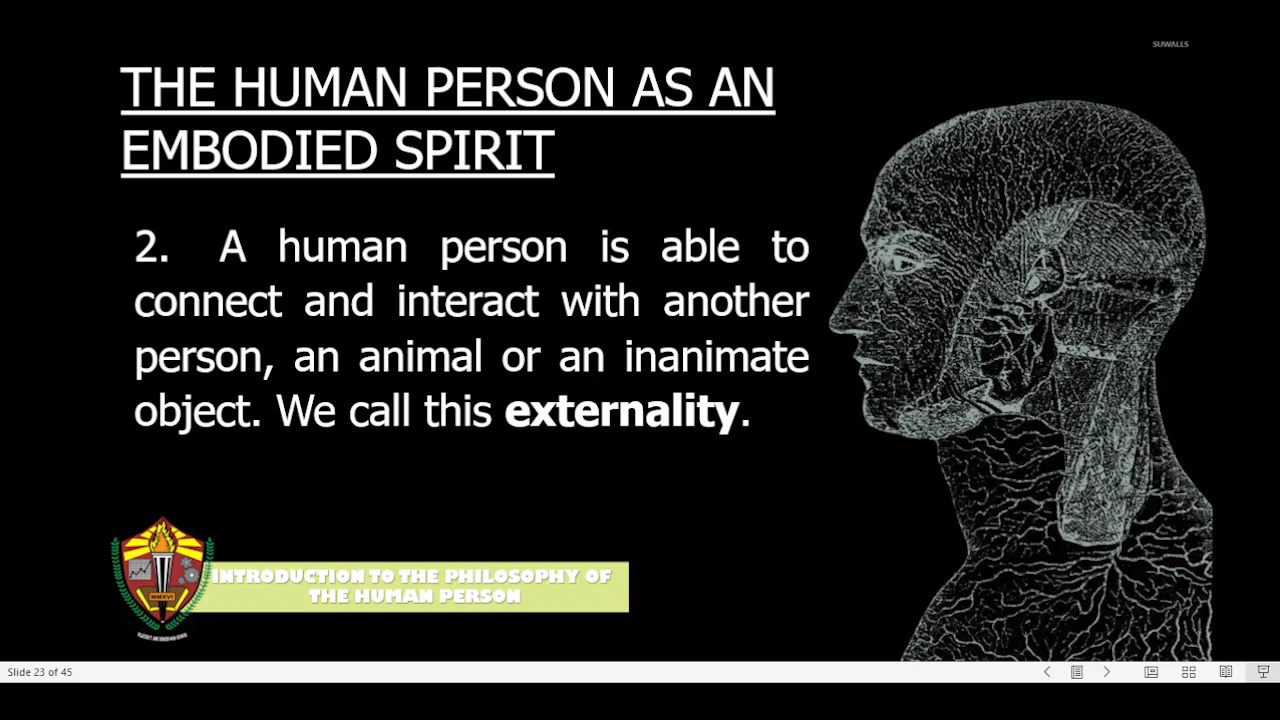 SUWALLS
THE HUMAN PERSON AS AN
EMBODIED SPIRIT
2. A human person is able to
connect and interact with another
person, an animal or an inanimate
object. We call this externality.
MMXVI
INTRODUCTION TO THE PHILOSOPHY OF
THE HUMAN PERSON
Slide 23 of 45